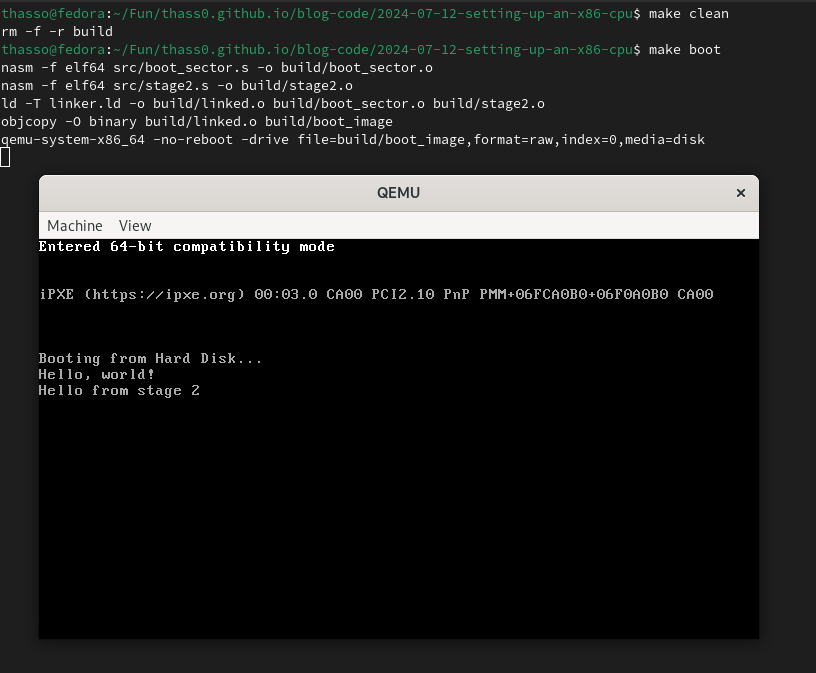 thasso@fedora:~/Fun/thass0.github.io/blog-code/2024-07-12-setting-up-an-x86-cpu$ make clean
rm -f -r build
thasso@fedora:~/Fun/thass0.github.io/blog-code/2024-07-12-setting-up-an-x86-cpu$ make boot
nasm -f elf64 src/boot_sector.s -o build/boot_sector.o
nasm -f elf64 src/stage2.s -o build/stage2.o
ld -T linker.ld -o build/linked.o build/boot_sector.o build/stage2.o
objcopy -O binary build/linked.o build/boot_image
qemu-system-x86_64 -no-reboot -drive file=build/boot_image,format=raw,index=0,media=disk
QEMU
Machine View
Entered 64-bit compatibility mode
iPXE (https://ipxe.org) 00:03.0 CA00 PCI2.10 PnP PMM+06FCA0B0+06F0A0B0 CA00
Booting from Hard Disk...
Hello, world!
Hello from stage 2